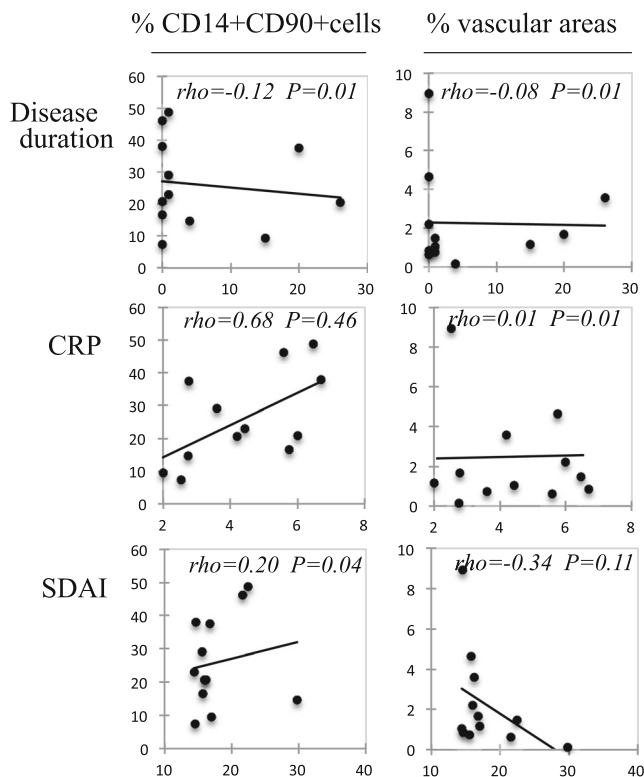 % CD14+CD90+cells
% vascular areas
Disease
duration
rho=-0.12 P=0.01
60
50
40
30
20
10
0
0 10 20 30
rho=-0.08 P=0.01
10
8
6
4
2
0
0 10 20 30
CRP
rho=0.68 P=0.46
60
50
40
30
20
10
0
2 4 6 8
rho=0.01 P=0.01
10
8
6
4
2
0
2 4 6 8
SDAI
rho=0.20 P=0.04
60
50
40
30
20
10
0
10 20 30 40
rho=-0.34 P=0.11
10
8
6
4
2
0
10 20 30 40